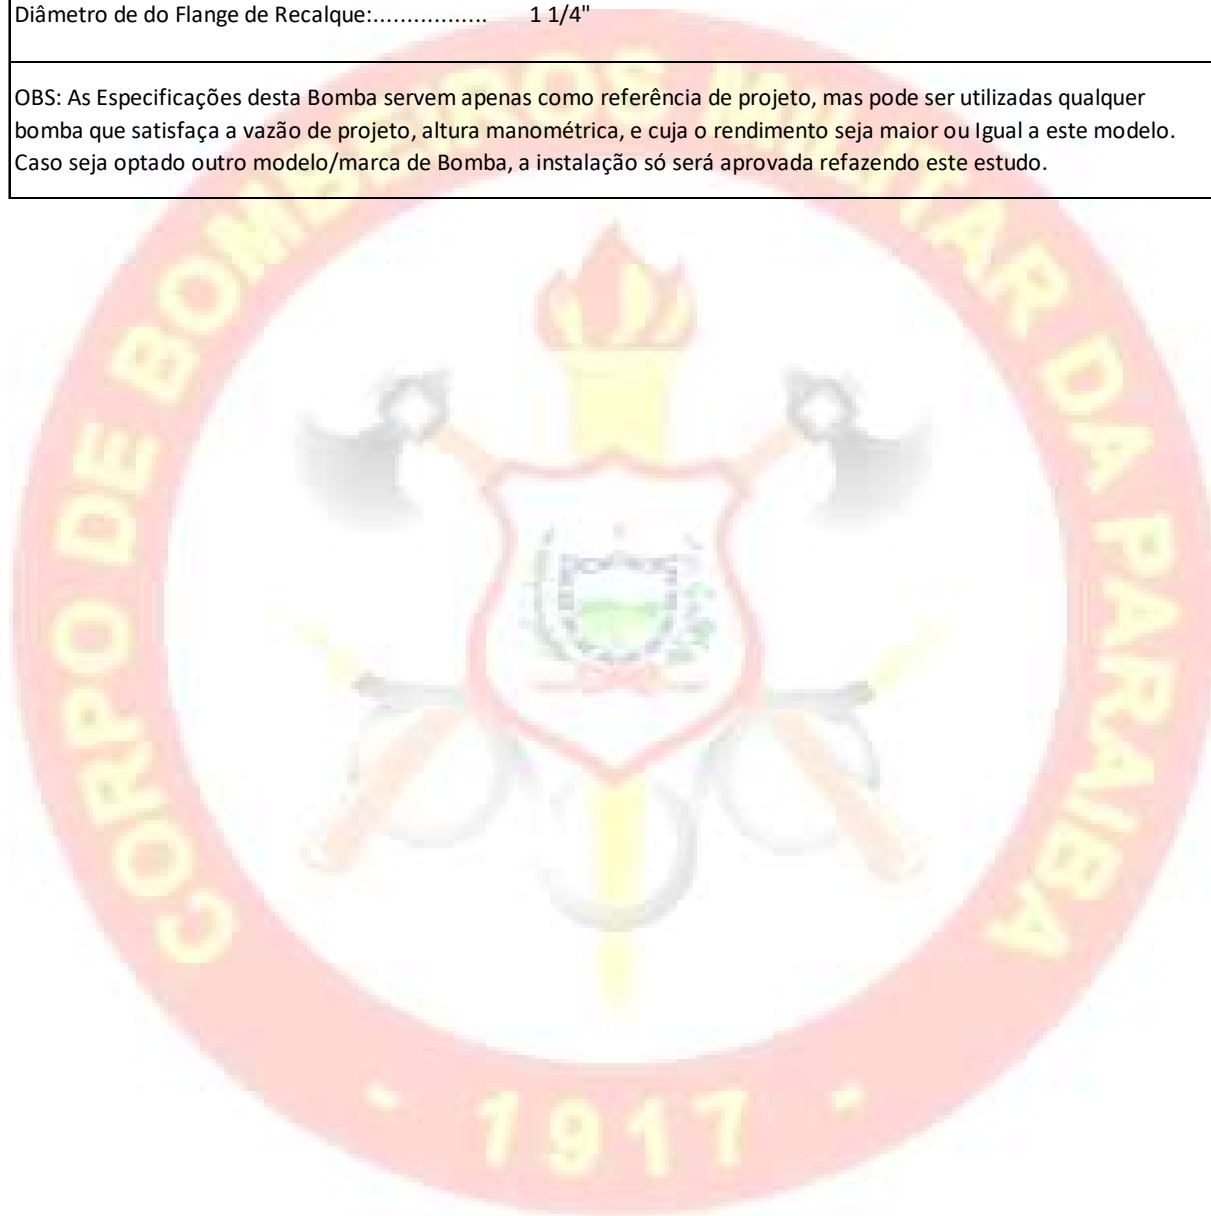 Diâmetro de do Flange de Recalque:................. 1 1/4"
OBS: As Especificações desta Bomba servem apenas como referência de projeto, mas pode ser utilizadas qualquer
bomba que satisfaça a vazão de projeto, altura manométrica, e cuja o rendimento seja maior ou Igual a este modelo.
Caso seja optado outro modelo/marca de Bomba, a instalação só será aprovada refazendo este estudo.
CORPO DE BOMBEIROS MILITAR DA PARAIBA
- 1917 -